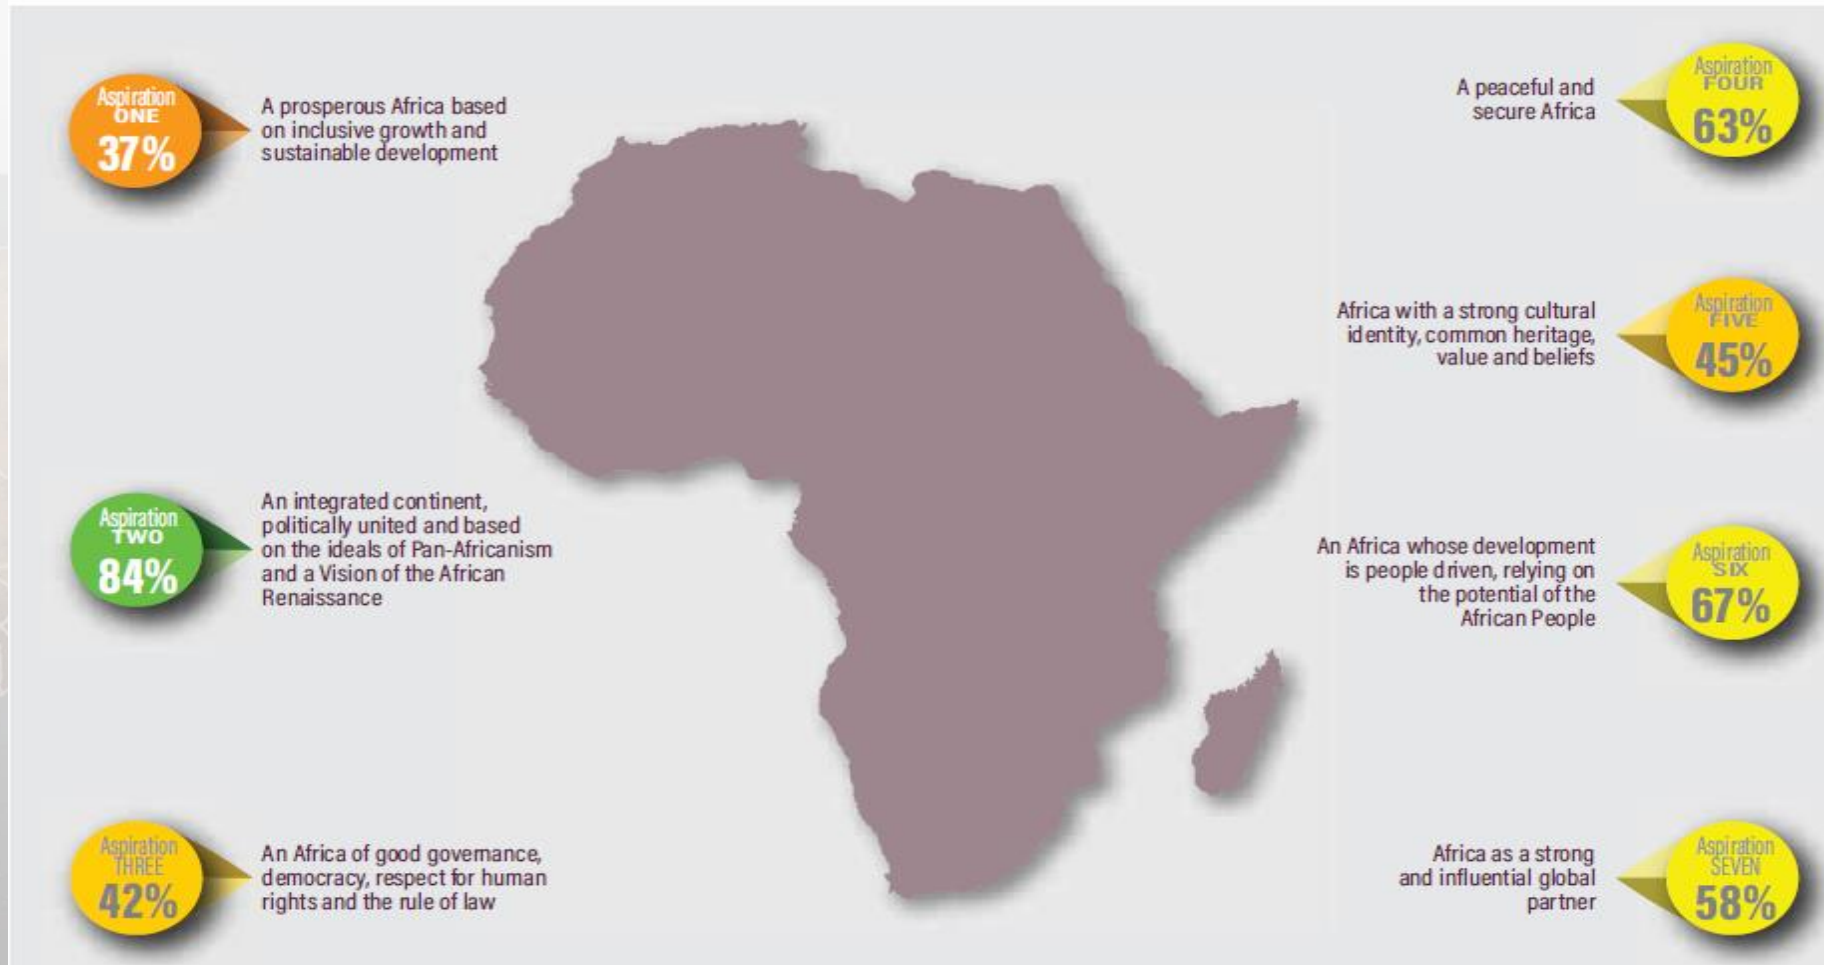 Aspiration
ONE
37%
A prosperous Africa based
on inclusive growth and
sustainable development
Aspiration
TWO
84%
An integrated continent,
politically united and based
on the ideals of Pan-Africanism
and a Vision of the African
Renaissance
Aspiration
THREE
42%
An Africa of good governance,
democracy, respect for human
rights and the rule of law
A peaceful and
secure Africa
Aspiration
FOUR
63%
Africa with a strong cultural
identity, common heritage,
value and beliefs
Aspiration
FIVE
45%
An Africa whose development
is people driven, relying on
the potential of the
African People
Aspiration
SIX
67%
Africa as a strong
and influential global
partner
Aspiration
SEVEN
58%